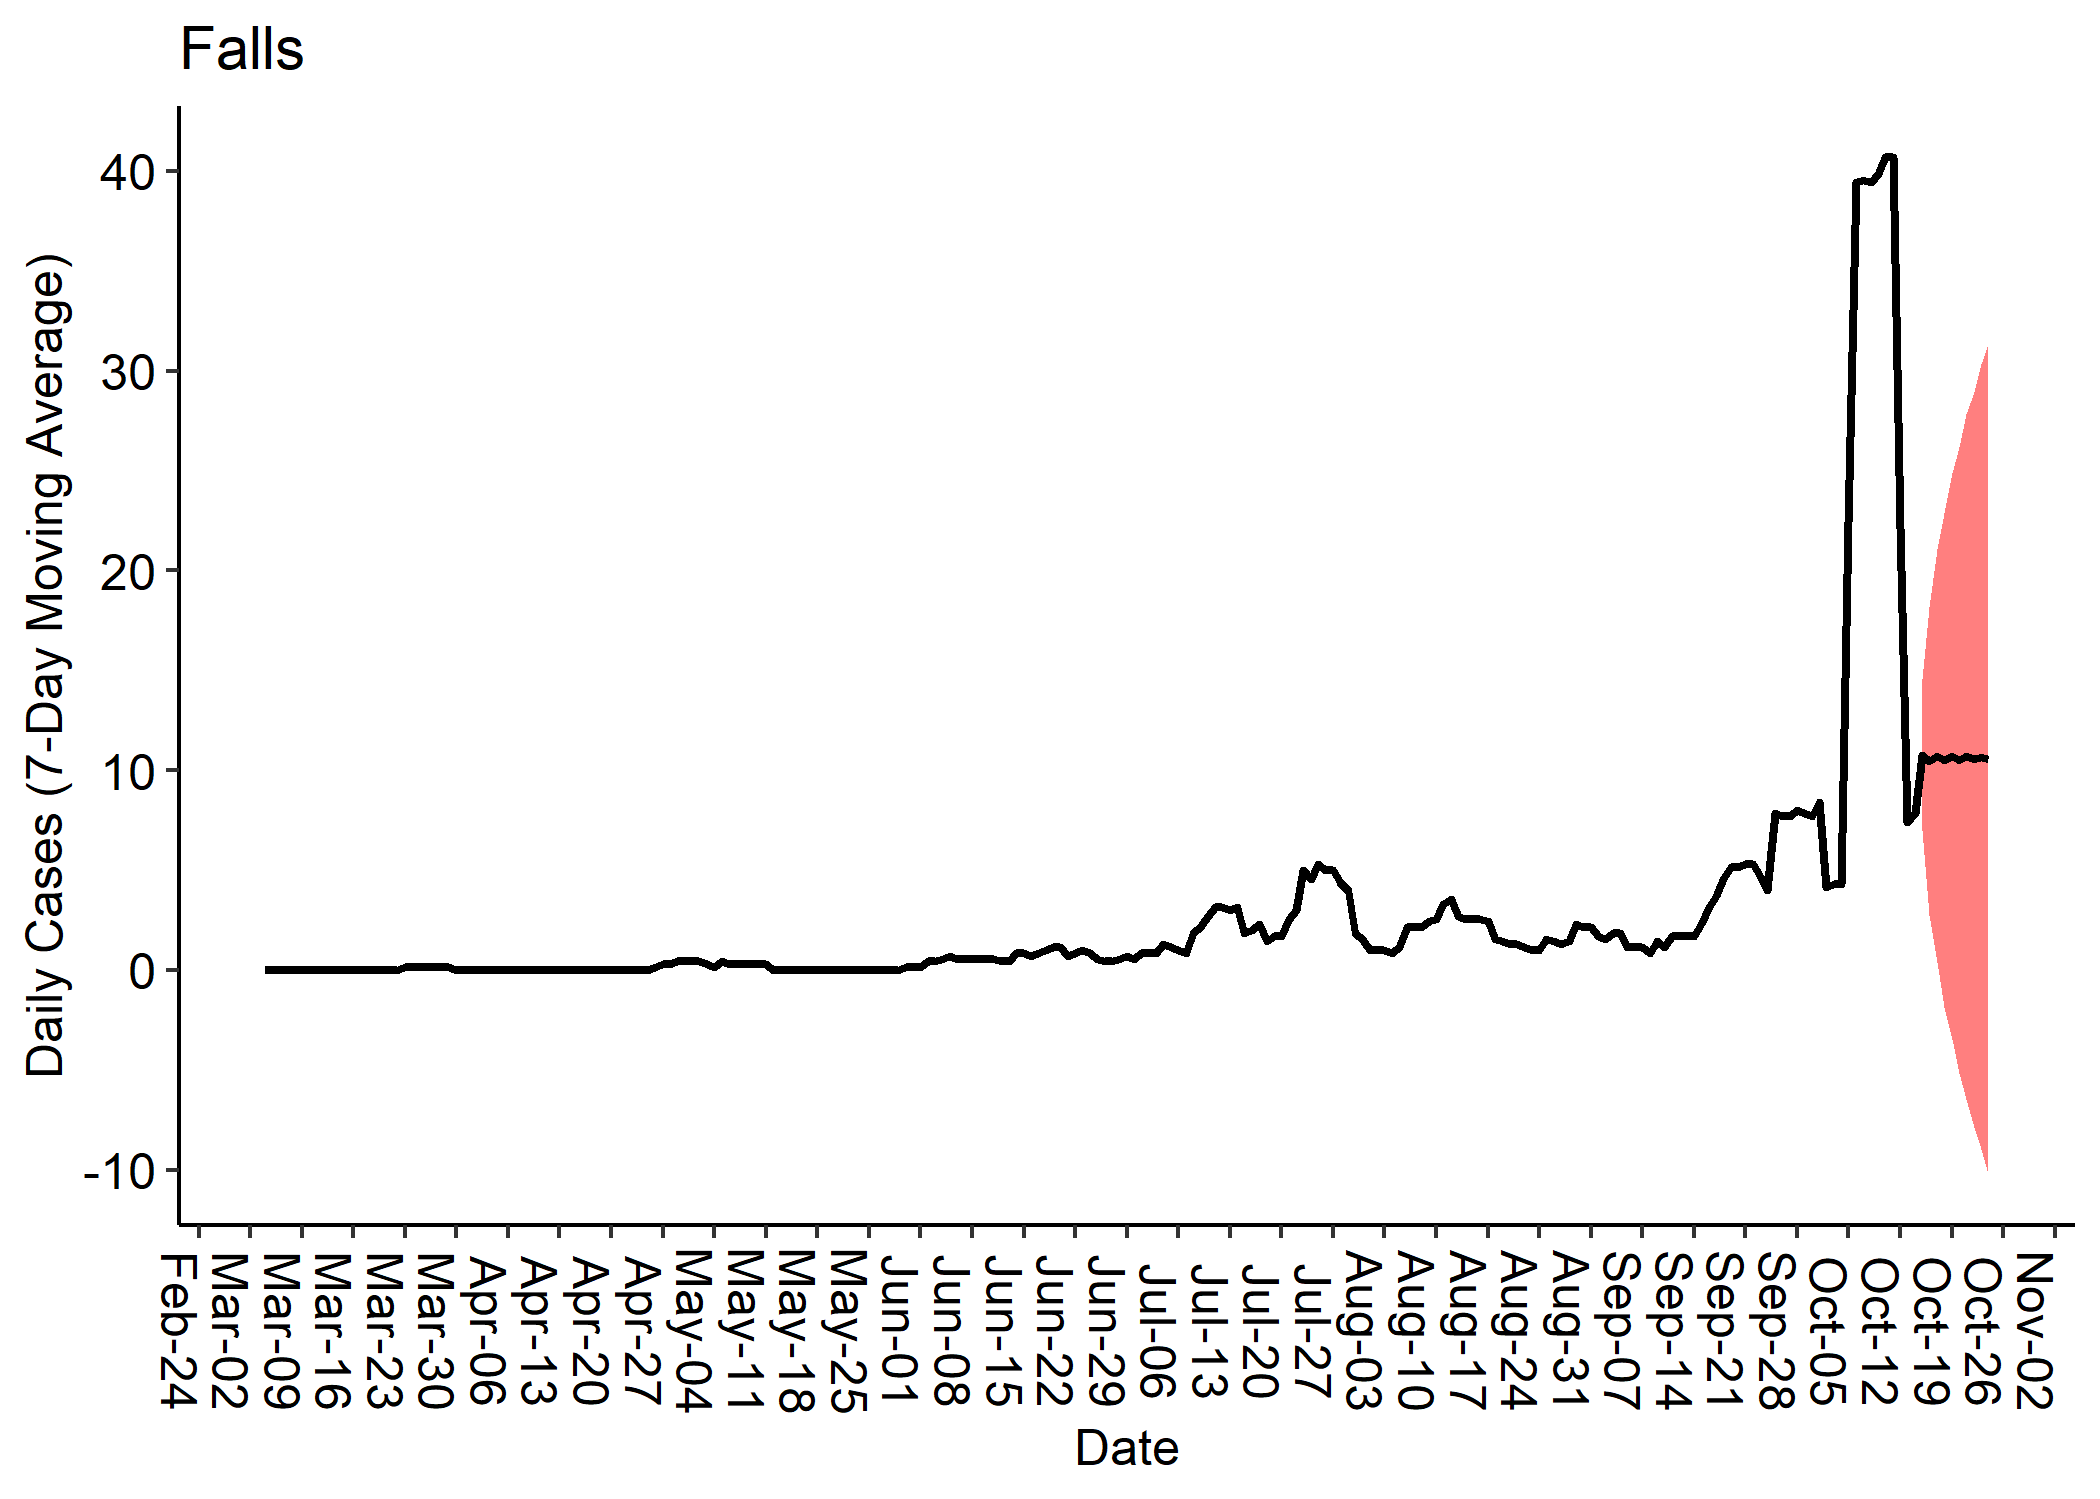 Falls
Daily Cases (7-Day Moving Average)
40
30
20
10
0
-10
Feb-24
Mar-02
Mar-09
Mar-16
Mar-23
Mar-30
Apr-06
Apr-13
Apr-20
Apr-27
May-04
May-11
May-18
May-25
Jun-01
Jun-08
Jun-15
Jun-22
Jun-29
Jul-06
Jul-13
Jul-20
Jul-27
Aug-03
Aug-10
Aug-17
Aug-24
Aug-31
Sep-07
Sep-14
Sep-21
Sep-28
Oct-05
Oct-12
Oct-19
Oct-26
Nov-02
Date